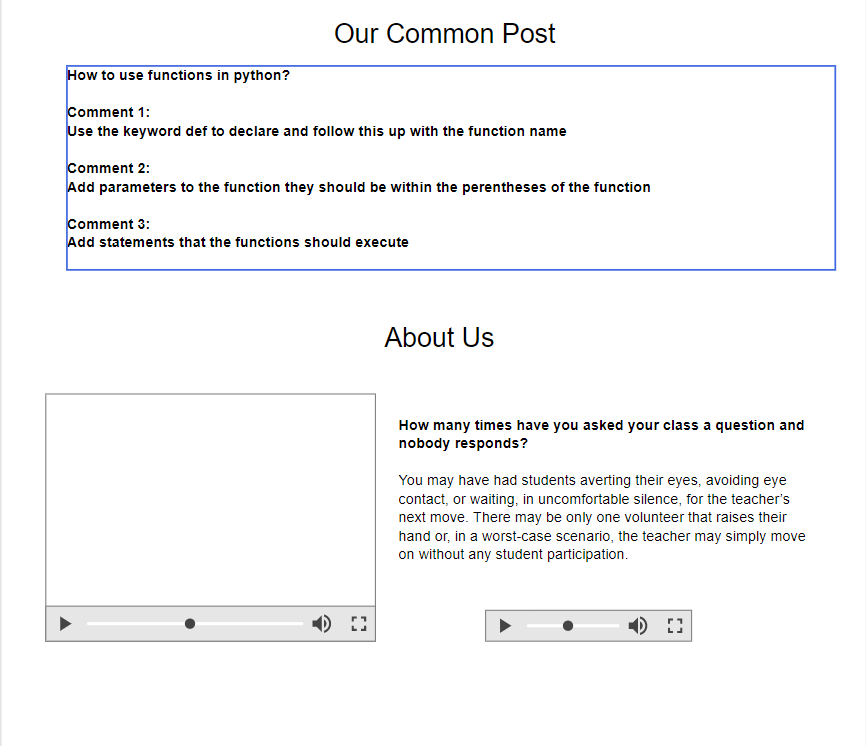 Our Common Post
How to use functions in python?
Comment 1:
Use the keyword def to declare and follow this up with the function name
Comment 2:
Add parameters to the function they should be within the perentheses of the function
Comment 3:
Add statements that the functions should execute
About Us
How many times have you asked your class a question and
nobody responds?
You may have had students averting their eyes, avoiding eye
contact, or waiting, in uncomfortable silence, for the teacher’s
next move. There may be only one volunteer that raises their
hand or, in a worst-case scenario, the teacher may simply move
on without any student participation.